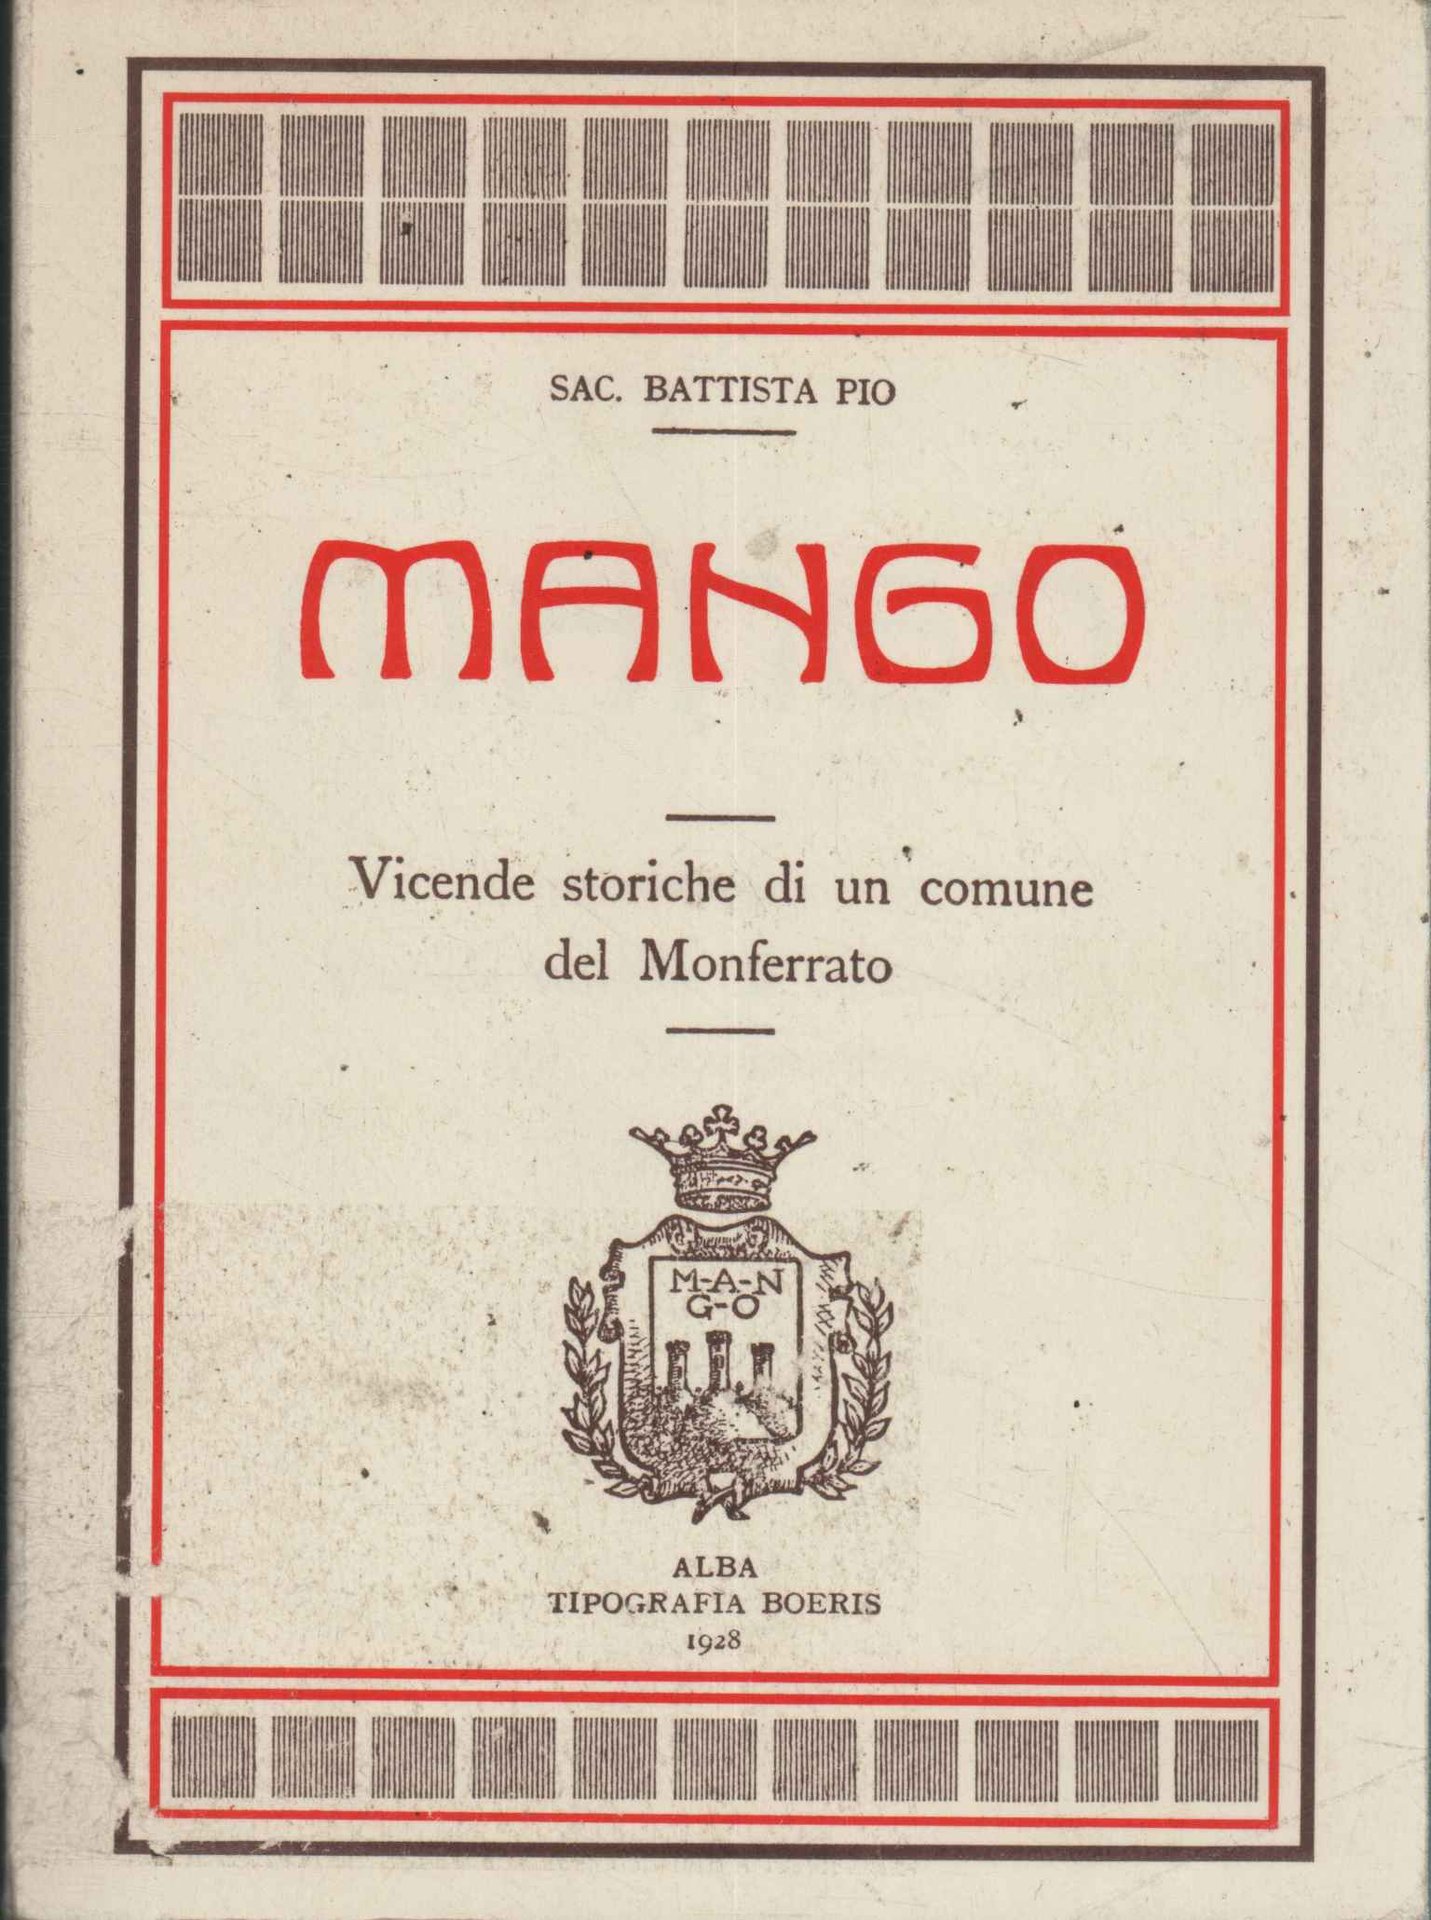 SAC. BATTISTA PIO
MANGO
Vicende storiche di un comune
del Monferrato
M-A-N
G-O
ALBA
TIPOGRAFIA BOERIS
1928